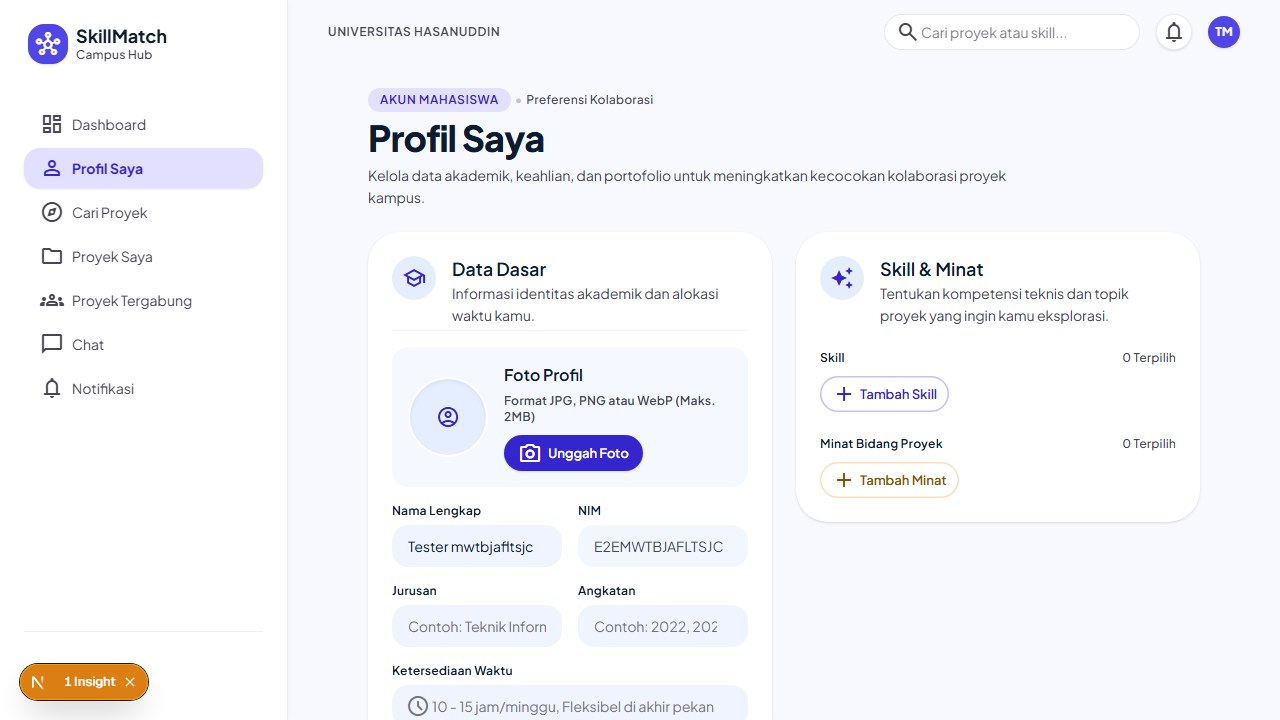 SkillMatch
Campus Hub
UNIVERSITAS HASANUDDIN
Cari proyek atau skill...
TM
Dashboard
Profil Saya
Cari Proyek
Proyek Saya
Proyek Tergabung
Chat
Notifikasi
1 Insight
AKUN MAHASISWA
Preferensi Kolaborasi
Profil Saya
Kelola data akademik, keahlian, dan portofolio untuk meningkatkan kecocokan kolaborasi proyek
kampus.
Data Dasar
Informasi identitas akademik dan alokasi
waktu kamu.
Foto Profil
Format JPG, PNG atau WebP (Maks.
2MB)
Unggah Foto
Nama Lengkap
Tester mwtbjafltsjc
NIM
E2EMWTBJAFLTSJC
Jurusan
Contoh: Teknik Inforn
Angkatan
Contoh: 2022, 202
Ketersediaan Waktu
10 - 15 jam/minggu, Fleksibel di akhir pekan
Skill & Minat
Tentukan kompetensi teknis dan topik
proyek yang ingin kamu eksplorasi.
Skill
0 Terpilih
Tambah Skill
Minat Bidang Proyek
0 Terpilih
Tambah Minat